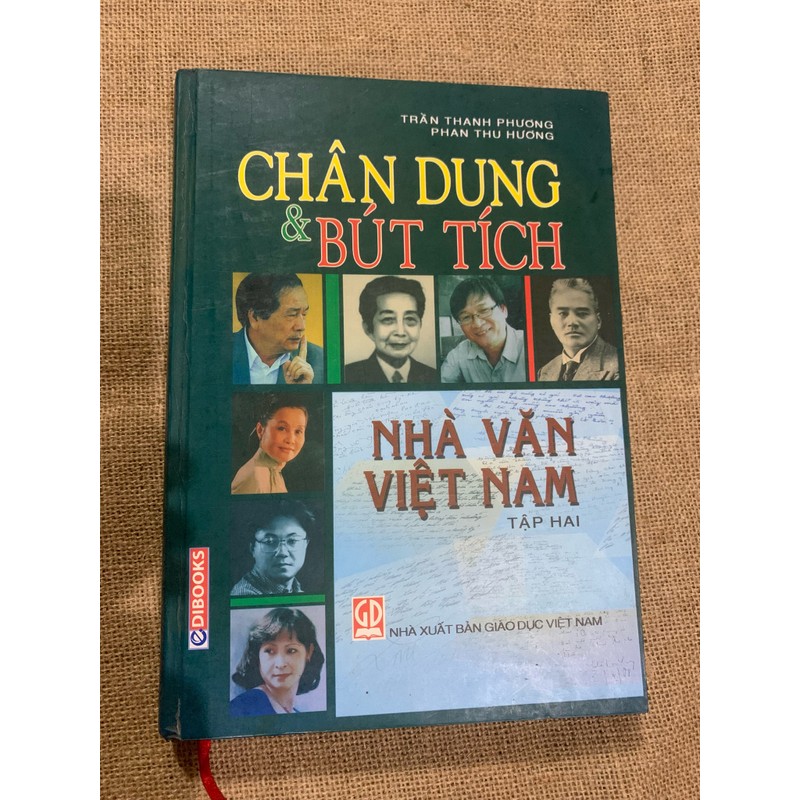 TRẦN THANH PHƯƠNG
PHAN THU HƯƠNG
CHÂN DUNG
& BÚT TÍCH
NHÀ VĂN
VIỆT NAM
TẬP HAI
GD
NHÀ XUẤT BẢN GIÁO DỤC VIỆT NAM
EDIBOOKS